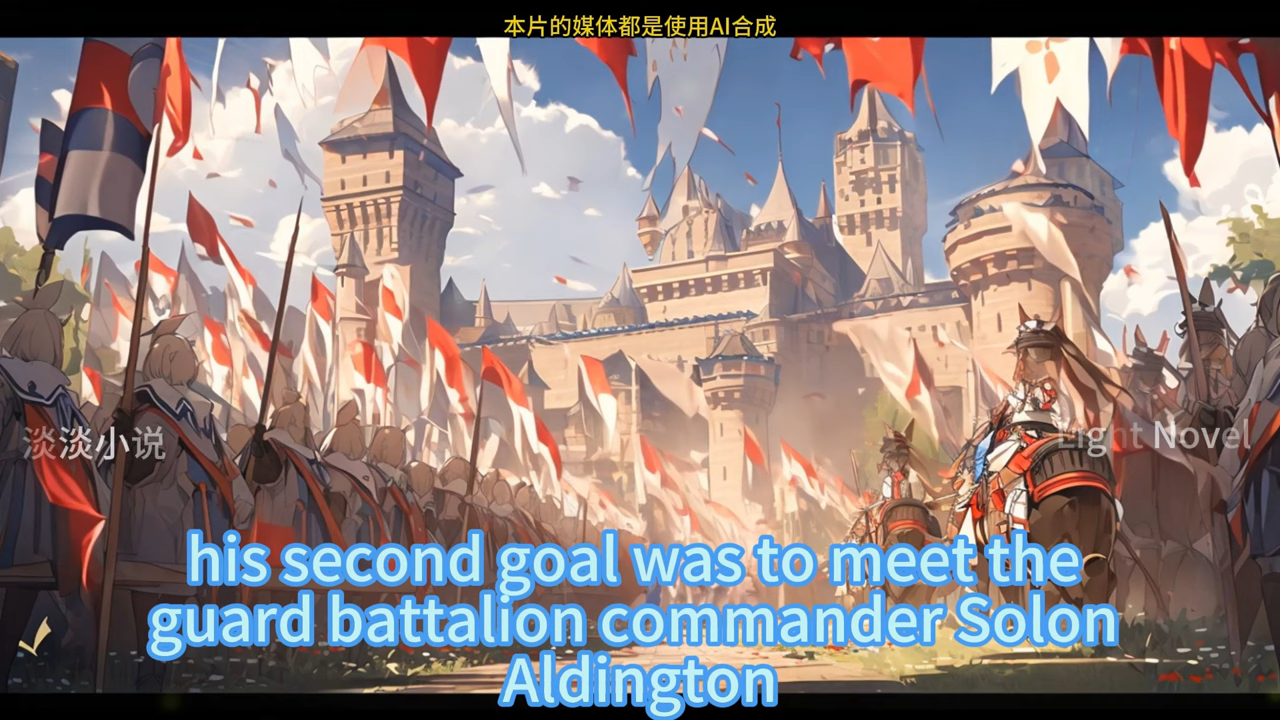 本片的媒体都是使用AI合成
淡淡小说
Light Novel
his second goal was to meet the
guard battalion commander Solon
Aldington